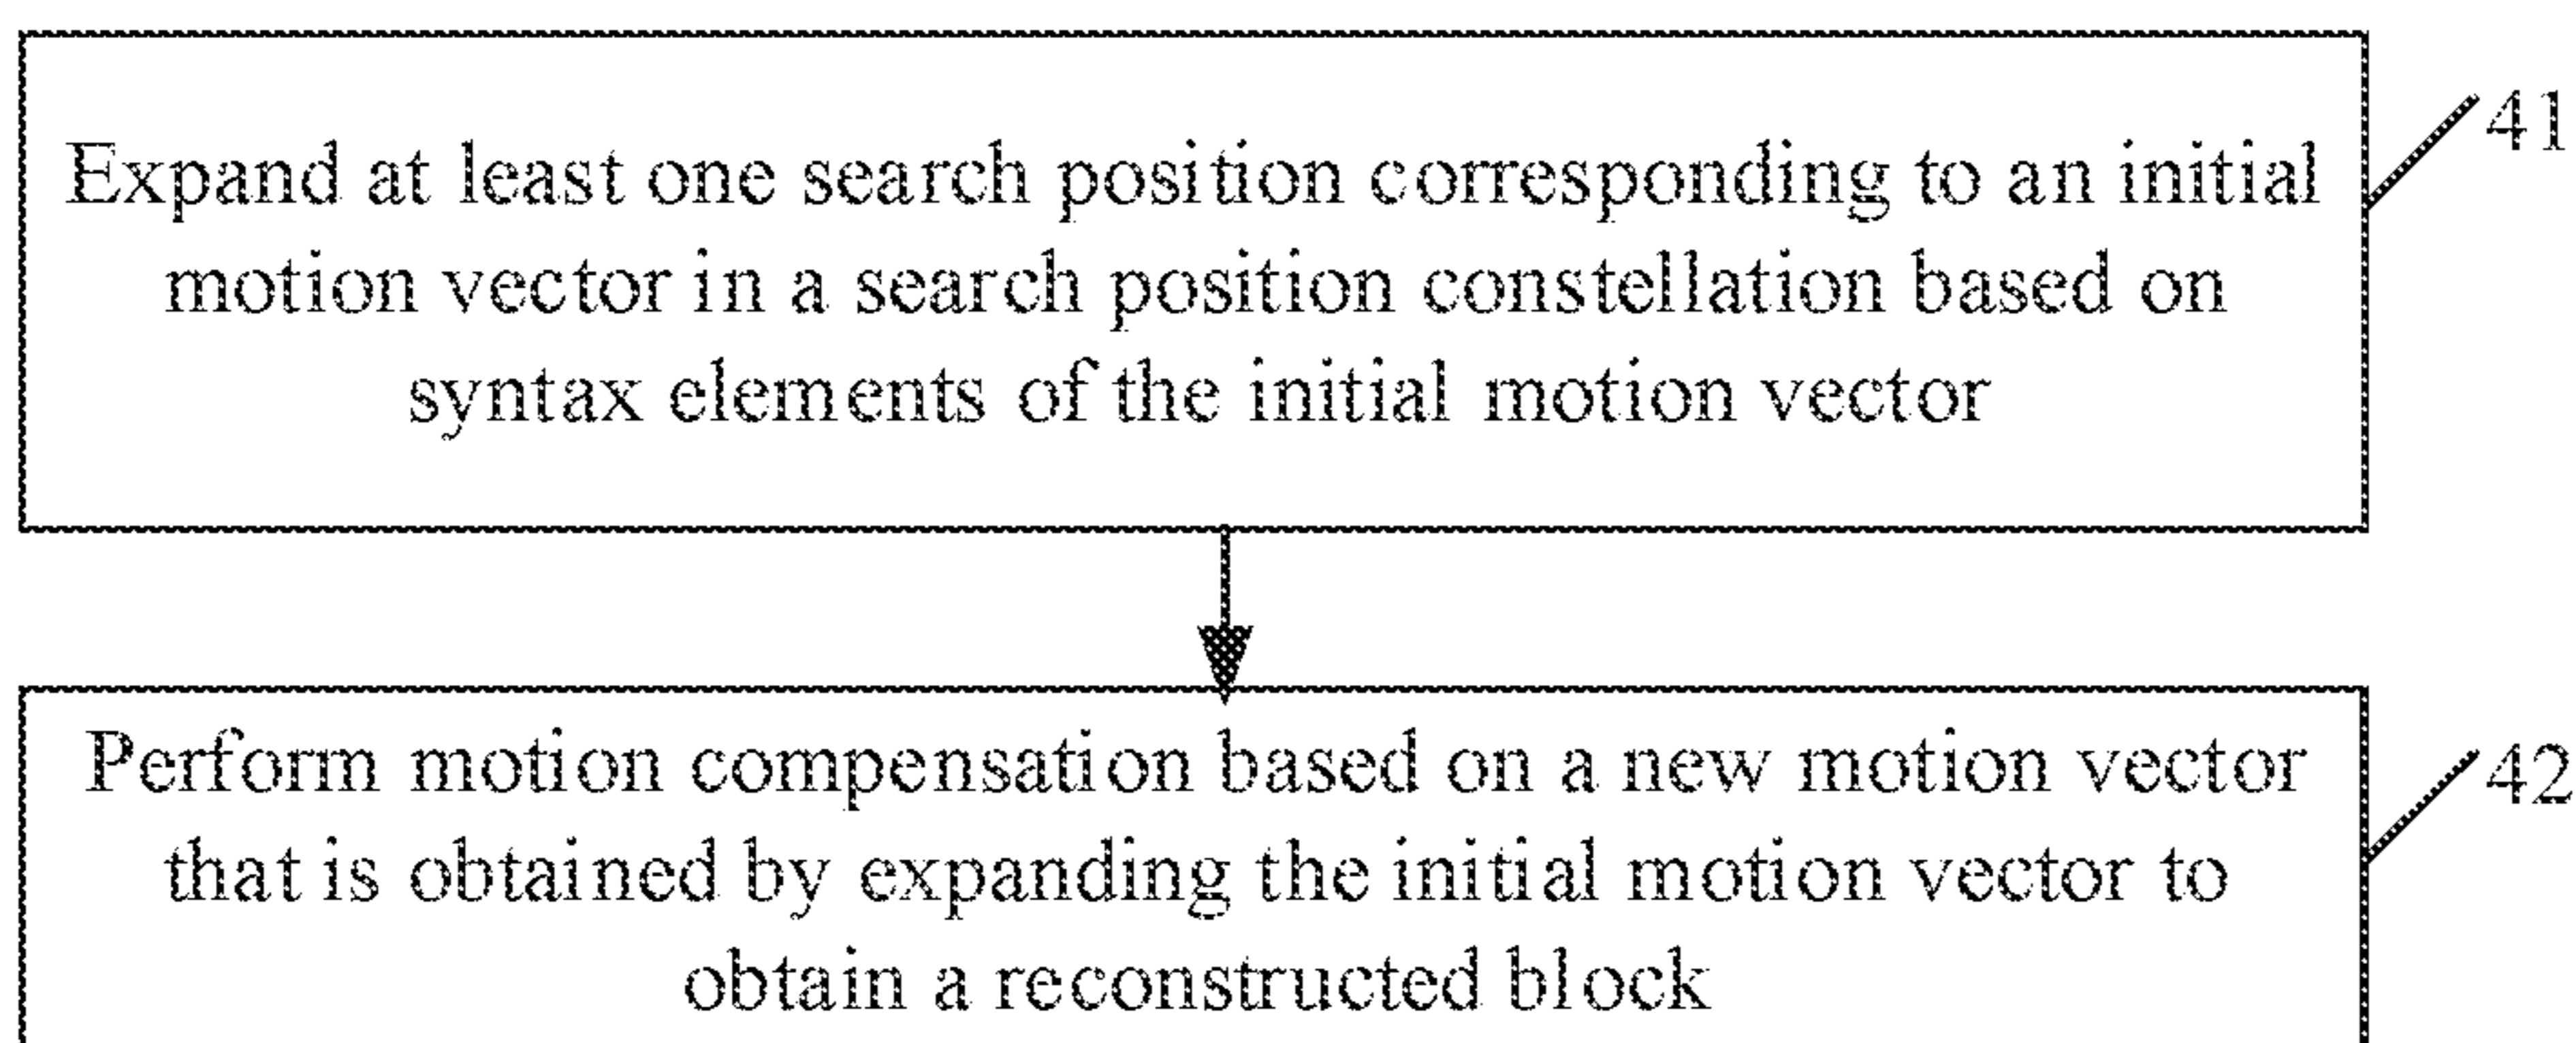 Expand at least one search position corresponding to an initial
motion vector in a search position constellation based on
syntax elements of the initial motion vector
41
Perform motion compensation based on a new motion vector
that is obtained by expanding the initial motion vector to
obtain a reconstructed block
42